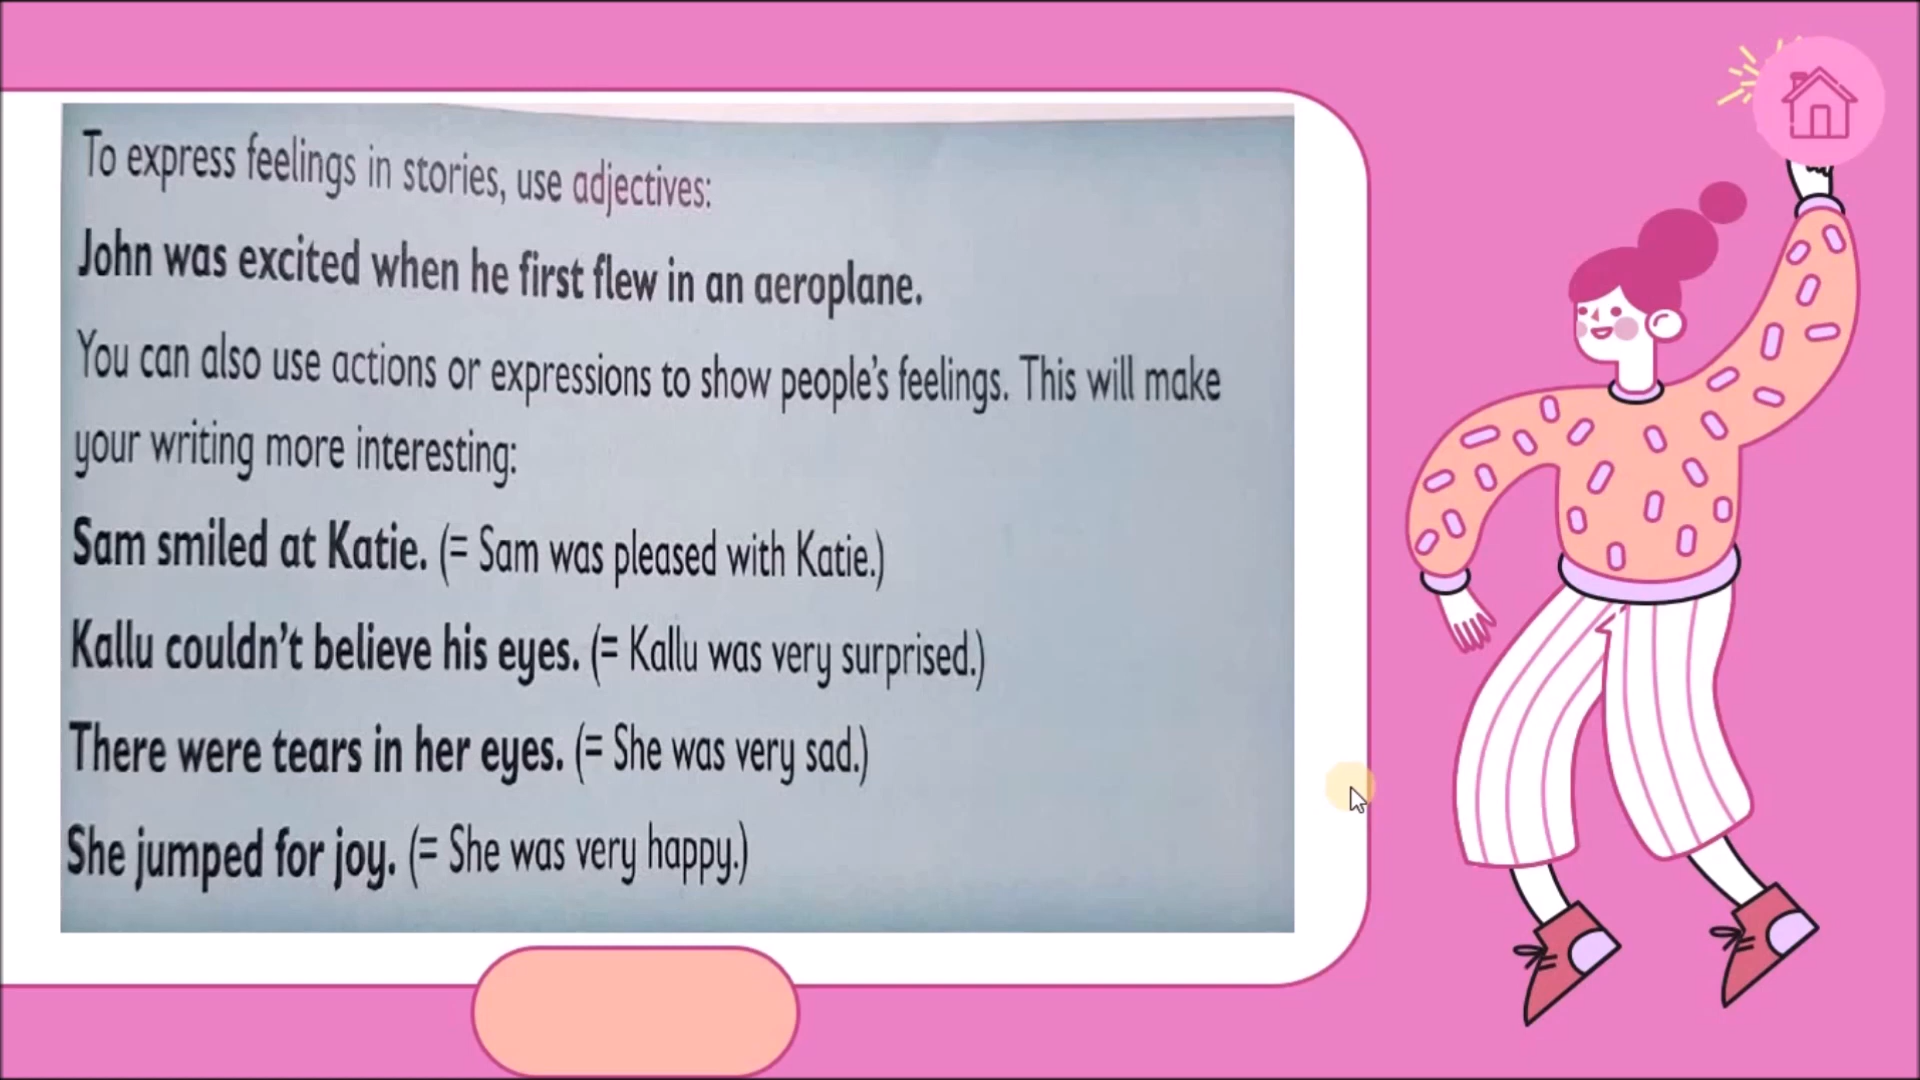 To express feelings in stories, use adjectives:
John was excited when he first flew in an aeroplane.
You can also use actions or expressions to show people's feelings. This will make
your writing more interesting:
Sam smiled at Katie. (= Sam was pleased with Katie.)
Kallu couldn't believe his eyes. (= Kallu was very surprised.)
There were tears in her eyes. (= She was very sad.)
She jumped for joy. (= She was very happy.)